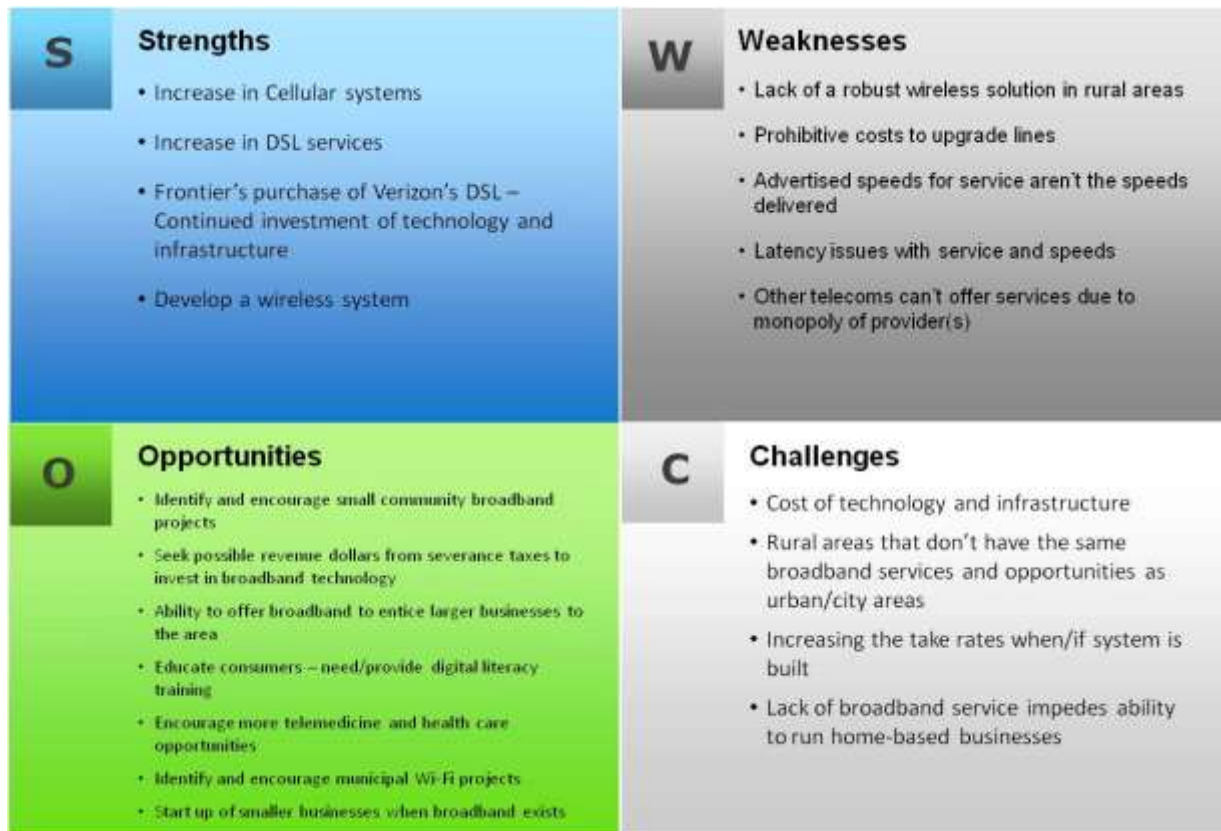 S
Strengths
• Increase in Cellular systems
• Increase in DSL services
• Frontier's purchase of Verizon's DSL –
Continued investment of technology and
infrastructure
• Develop a wireless system
W
Weaknesses
• Lack of a robust wireless solution in rural areas
• Prohibitive costs to upgrade lines
• Advertised speeds for service aren't the speeds
delivered
• Latency issues with service and speeds
• Other telecoms can't offer services due to
monopoly of provider(s)
O
Opportunities
• Identify and encourage small community broadband
projects
• Seek possible revenue dollars from severance taxes to
invest in broadband technology
• Ability to offer broadband to entice larger businesses to
the area
• Educate consumers – need/provide digital literacy
training
• Encourage more telemedicine and health care
opportunities
• Identify and encourage municipal Wi-Fi projects
• Start up of smaller businesses when broadband exists
C
Challenges
• Cost of technology and infrastructure
• Rural areas that don't have the same
broadband services and opportunities as
urban/city areas
• Increasing the take rates when/if system is
built
• Lack of broadband service impedes ability
to run home-based businesses